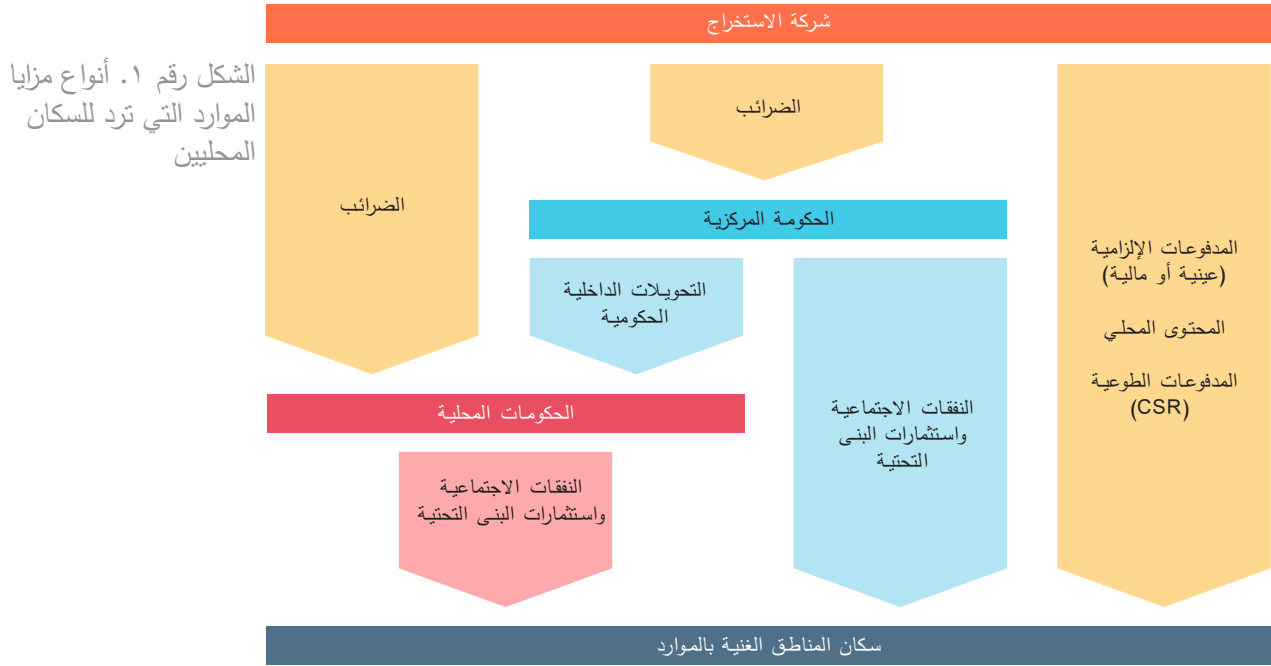 شركة الاستخراج
الشكل رقم ١. أنواع مزايا
الموارد التي ترد للسكان
المحليين
الضرائب
الضرائب
الحكومة المركزية
المدفوعات الإلزامية
(عينية أو مالية)
المحتوى المحلي
المدفوعات الطوعية
(CSR)
التحويلات الداخلية
الحكومية
النفقات الاجتماعية
واستثمارات البنى
التحتية
الحكومات المحلية
النفقات الاجتماعية
واستثمارات البنى التحتية
سكان المناطق الغنية بالموارد